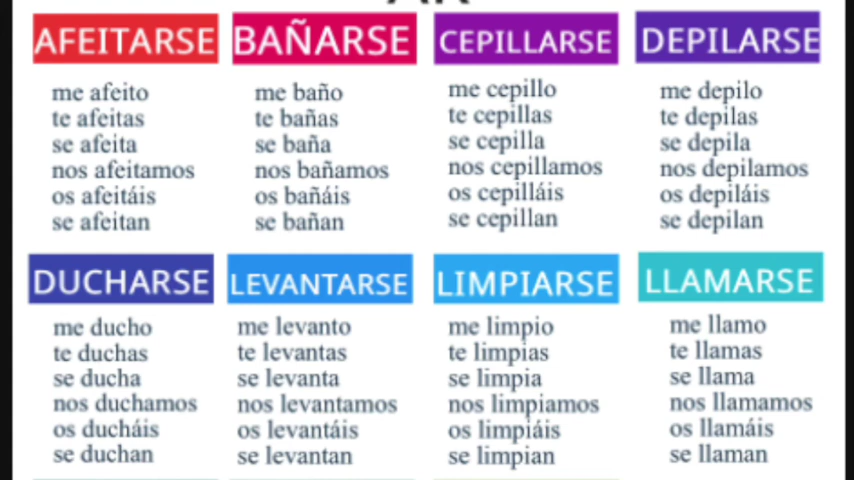 AFEITARSE
me afeito
te afeitas
se afeita
nos afeitamos
os afeitáis
se afeitan
BAÑARSE
me baño
te bañas
se baña
nos bañamos
os bañáis
se bañan
CEPILLARSE
me cepillo
te cepillas
se cepilla
nos cepillamos
os cepilláis
se cepillan
DEPILARSE
me depilo
te depilas
se depila
nos depilamos
os depiláis
se depilan
DUCHARSE
me ducho
te duchas
se ducha
nos duchamos
os ducháis
se duchan
LEVANTARSE
me levanto
te levantas
se levanta
nos levantamos
os levantáis
se levantan
LIMPIARSE
me limpio
te limpias
se limpia
nos limpiamos
os limpiáis
se limpian
LLAMARSE
me llamo
te llamas
se llama
nos llamamos
os llamáis
se llaman